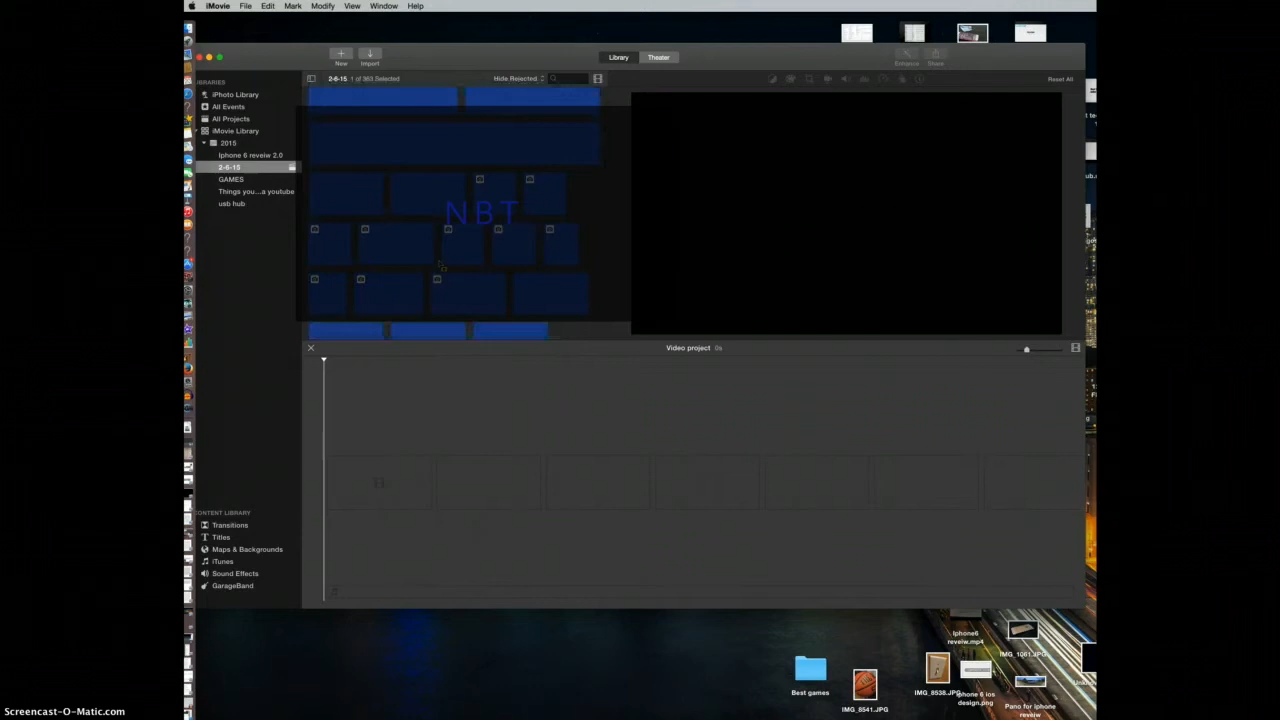 iMovie File Edit Mark Modify View Window Help
New Import Library Theater Enhance Share
LIBRARIES
2-6-15 1 of 363 Selected Hide Rejected Reset All
iPhoto Library
All Events
All Projects
iMovie Library
2015
Iphone 6 reveiw 2.0
2-6-15
GAMES
Things you...a youtube
usb hub
NBT
Video project 0s
CONTENT LIBRARY
Transitions
Titles
Maps & Backgrounds
iTunes
Sound Effects
GarageBand
Iphone6
reveiw.mp4
IMG_1061.JPG
Best games
IMG_8541.JPG
IMG_8538.JPG
iphone 6 ios
design.png
Pano for iphone
reveiw
Screencast-O-Matic.com